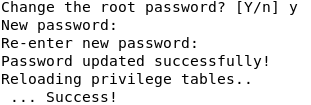 Change the root password? [Y/n] y
New password:
Re-enter new password:
Password updated successfully!
Reloading privilege tables..
 ... Success!